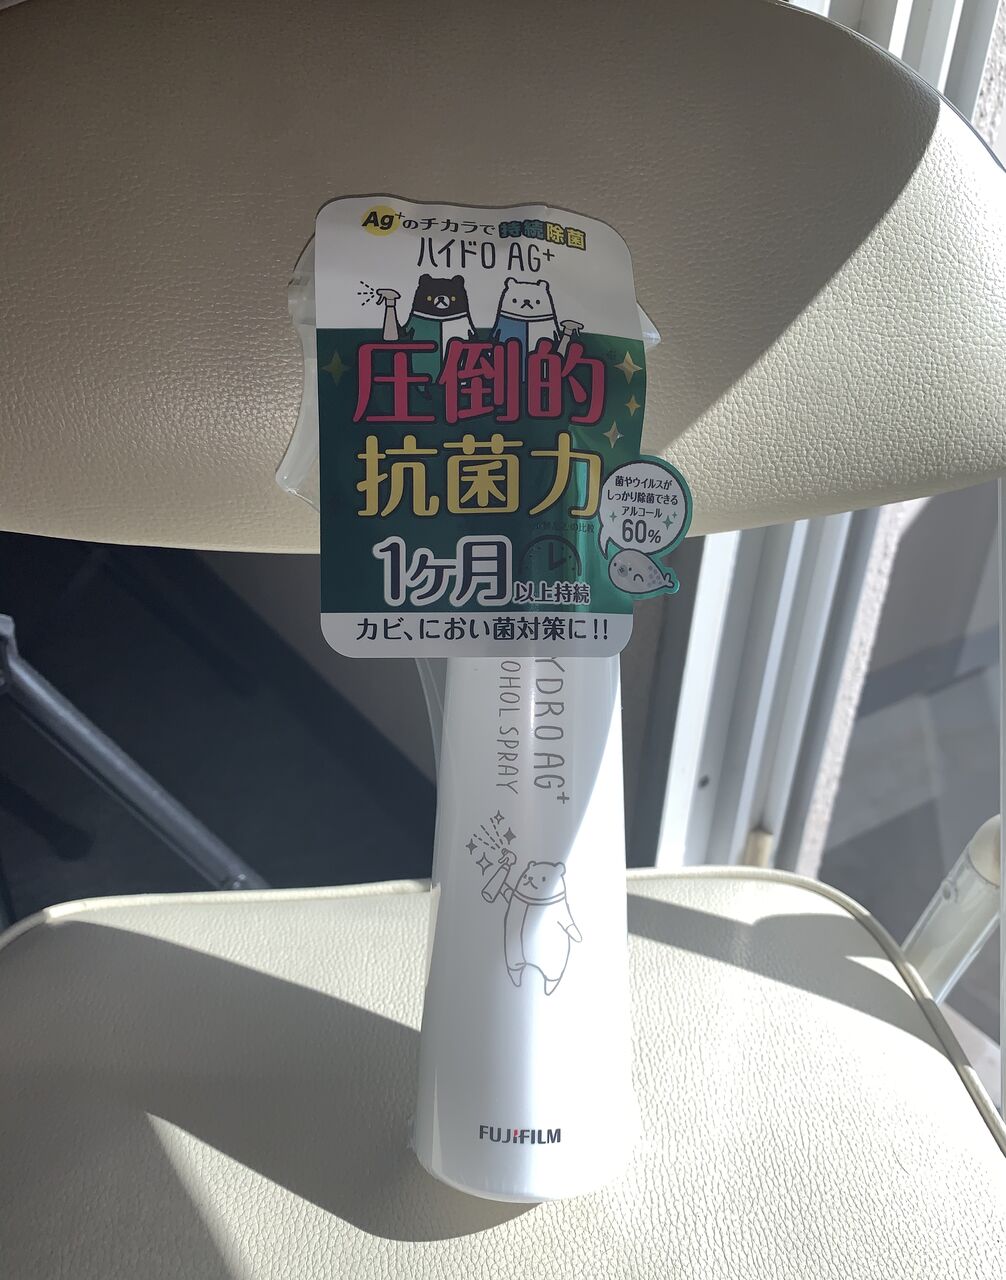 Ag⁺のチカラで持続除菌
ハイドロ AG⁺
圧倒的
抗菌力
菌やウイルスが
しっかり除菌できる
アルコール
60%
1ヶ月以上持続
カビ、におい菌対策に!!
YDRO AG⁺
OHOL SPRAY
FUJIFILM